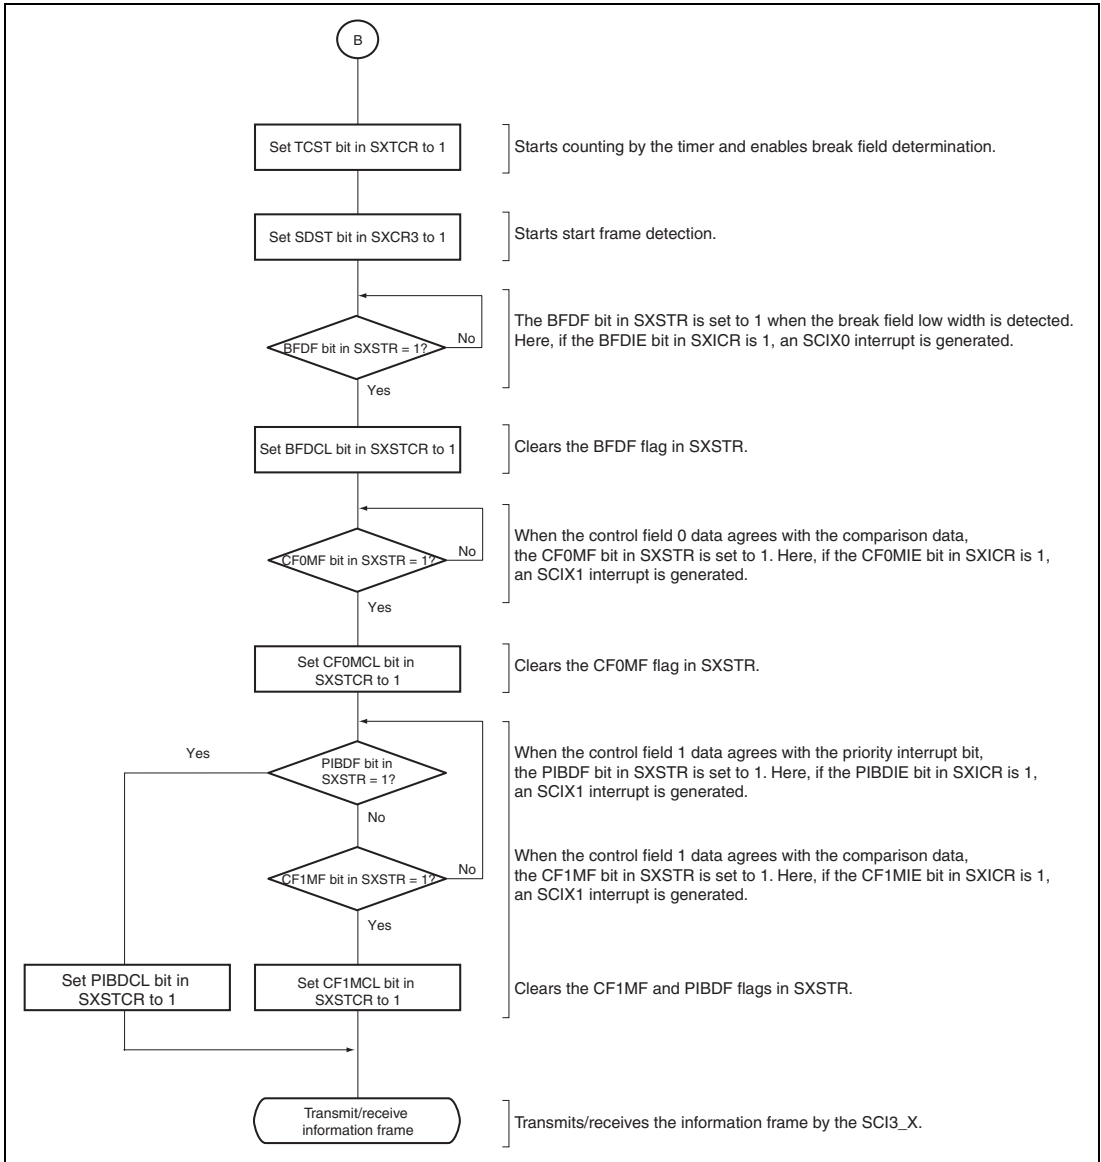 B
Set TCST bit in SXTCR to 1
Starts counting by the timer and enables break field determination.
Set SDST bit in SXCR3 to 1
Starts start frame detection.
BFDF bit in SXSTR = 1?
No
Yes
The BFDF bit in SXSTR is set to 1 when the break field low width is detected.
Here, if the BFDIE bit in SXICR is 1, an SCIX0 interrupt is generated.
Set BFDCL bit in SXSTCR to 1
Clears the BFDF flag in SXSTR.
CF0MF bit in SXSTR = 1?
No
Yes
When the control field 0 data agrees with the comparison data,
the CF0MF bit in SXSTR is set to 1. Here, if the CF0MIE bit in SXICR is 1,
an SCIX1 interrupt is generated.
Set CF0MCL bit in
SXSTCR to 1
Clears the CF0MF flag in SXSTR.
Yes
PIBDF bit in
SXSTR = 1?
No
When the control field 1 data agrees with the priority interrupt bit,
the PIBDF bit in SXSTR is set to 1. Here, if the PIBDIE bit in SXICR is 1,
an SCIX1 interrupt is generated.
CF1MF bit in SXSTR = 1?
No
Yes
When the control field 1 data agrees with the comparison data,
the CF1MF bit in SXSTR is set to 1. Here, if the CF1MIE bit in SXICR is 1,
an SCIX1 interrupt is generated.
Set PIBDCL bit in
SXSTCR to 1
Set CF1MCL bit in
SXSTCR to 1
Clears the CF1MF and PIBDF flags in SXSTR.
Transmit/receive
information frame
Transmits/receives the information frame by the SCI3_X.